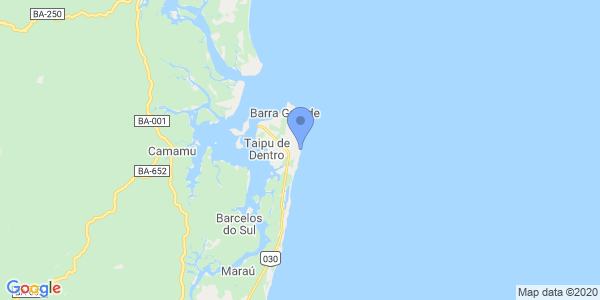 BA-250
Barra G
de
BA-001
Taipu de
Dentro
Camamu
BA-652
Barcelos
do Sul
030
Maraú
Google
Map data ©2020